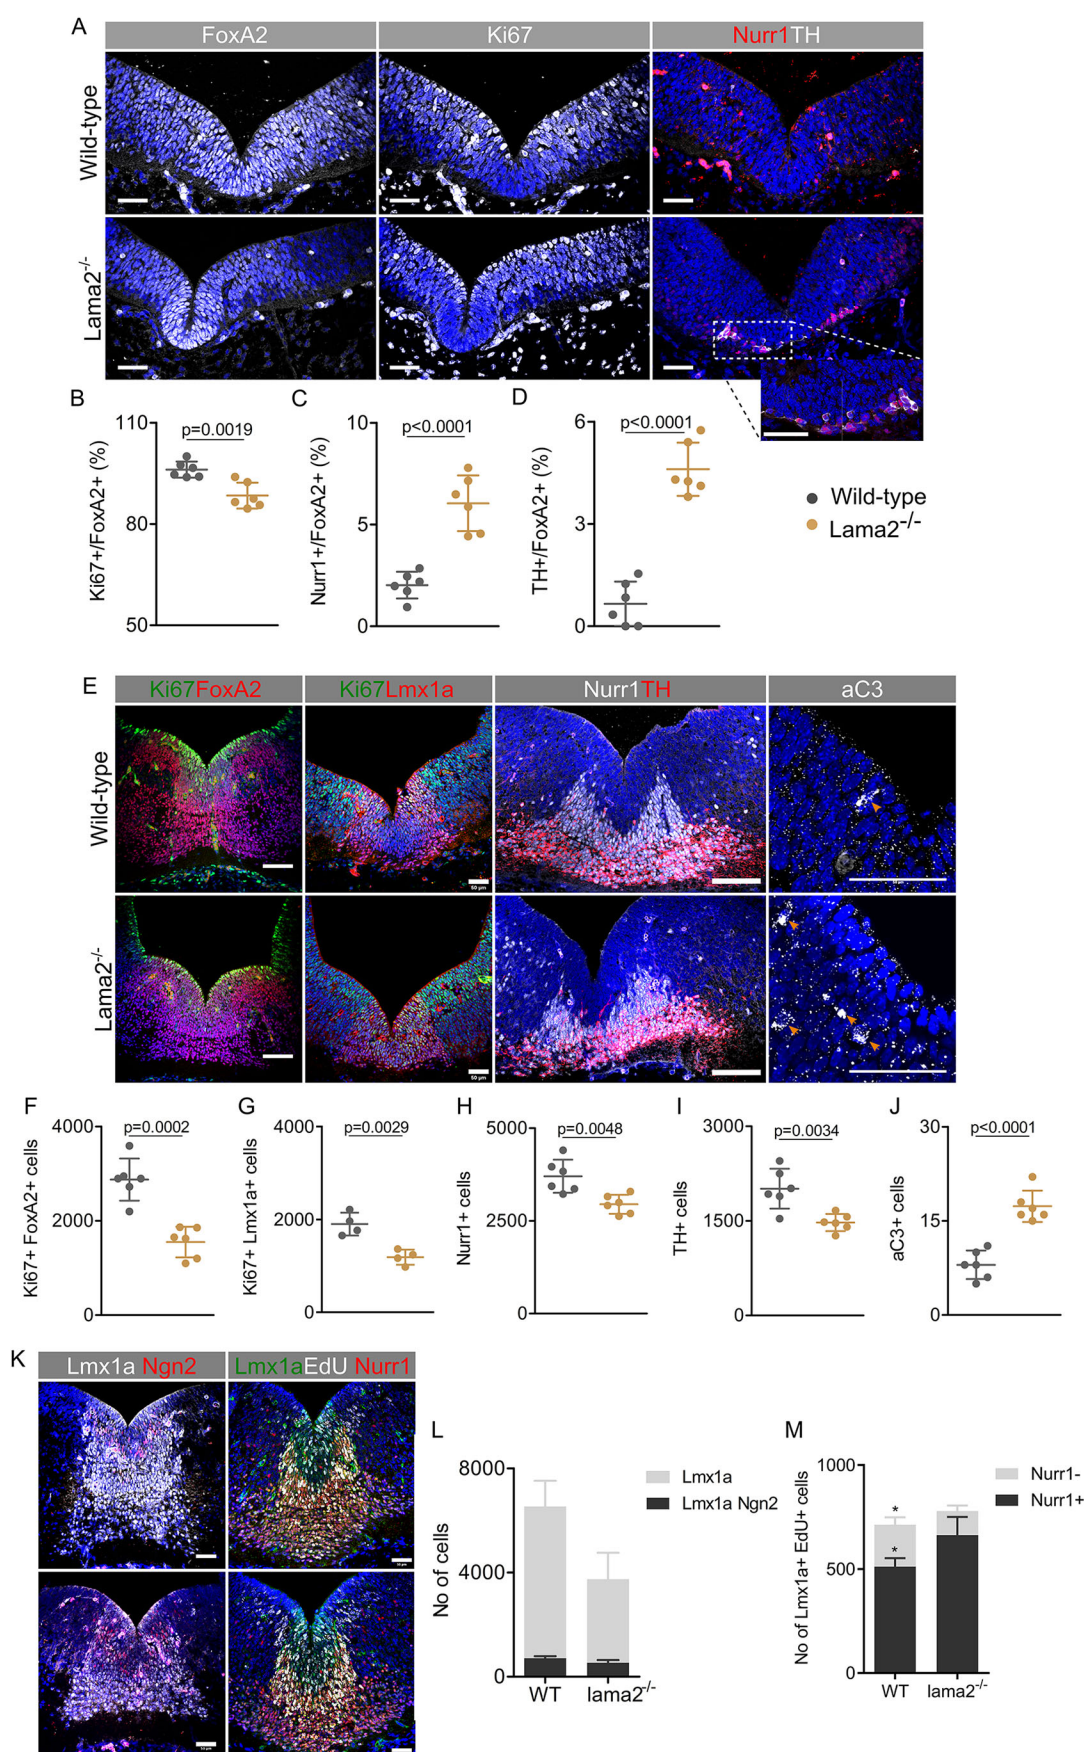 A
FoxA2 Ki67 Nurr1TH
Wild-type
Lama2-/-
B C D
110 10 6
p=0.0019 p<0.0001 p<0.0001
Ki67+/FoxA2+ (%) Nurr1+/FoxA2+ (%) TH+/FoxA2+ (%)
80 5 3
50 0 0
Wild-type
Lama2-/-
E
Ki67FoxA2 Ki67Lmx1a Nurr1TH aC3
Wild-type
50 μm
Lama2-/-
50 μm
F G H I J
4000 4000 5000 3000 30
p=0.0002 p=0.0029 p=0.0048 p=0.0034 p<0.0001
Ki67+ FoxA2+ cells Ki67+ Lmx1a+ cells Nurr1+ cells TH+ cells aC3+ cells
2000 2000 2500 1500 15
0 0 0 0 0
K
Lmx1a Ngn2 Lmx1aEdU Nurr1
L
8000
Lmx1a
Lmx1a Ngn2
No of cells
4000
0
WT lama2-/-
M
1000
Nurr1-
Nurr1+
No of Lmx1a+ EdU+ cells
*
*
500
0
WT lama2-/-